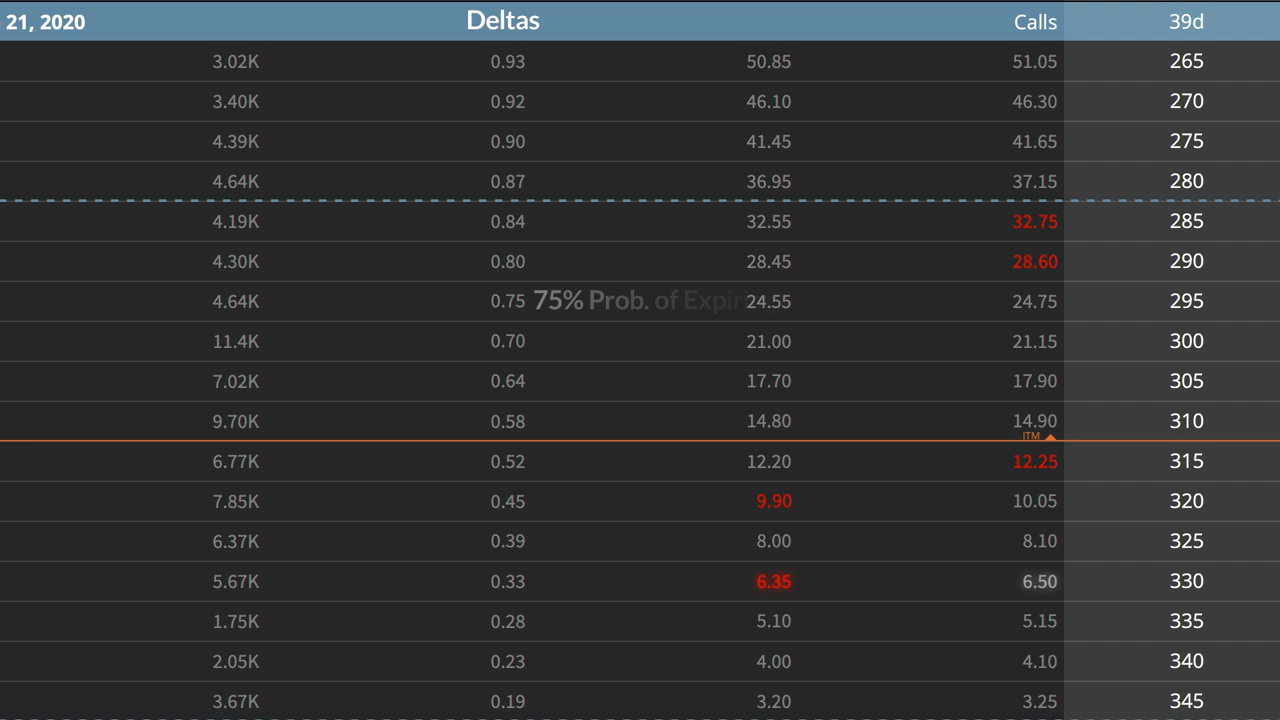 21, 2020 Deltas Calls 39d
3.02K 0.93 50.85 51.05 265
3.40K 0.92 46.10 46.30 270
4.39K 0.90 41.45 41.65 275
4.64K 0.87 36.95 37.15 280
4.19K 0.84 32.55 32.75 285
4.30K 0.80 28.45 28.60 290
4.64K 0.75 75% Prob. of Expiri 24.55 24.75 295
11.4K 0.70 21.00 21.15 300
7.02K 0.64 17.70 17.90 305
9.70K 0.58 14.80 14.90 310
ITM
6.77K 0.52 12.20 12.25 315
7.85K 0.45 9.90 10.05 320
6.37K 0.39 8.00 8.10 325
5.67K 0.33 6.35 6.50 330
1.75K 0.28 5.10 5.15 335
2.05K 0.23 4.00 4.10 340
3.67K 0.19 3.20 3.25 345